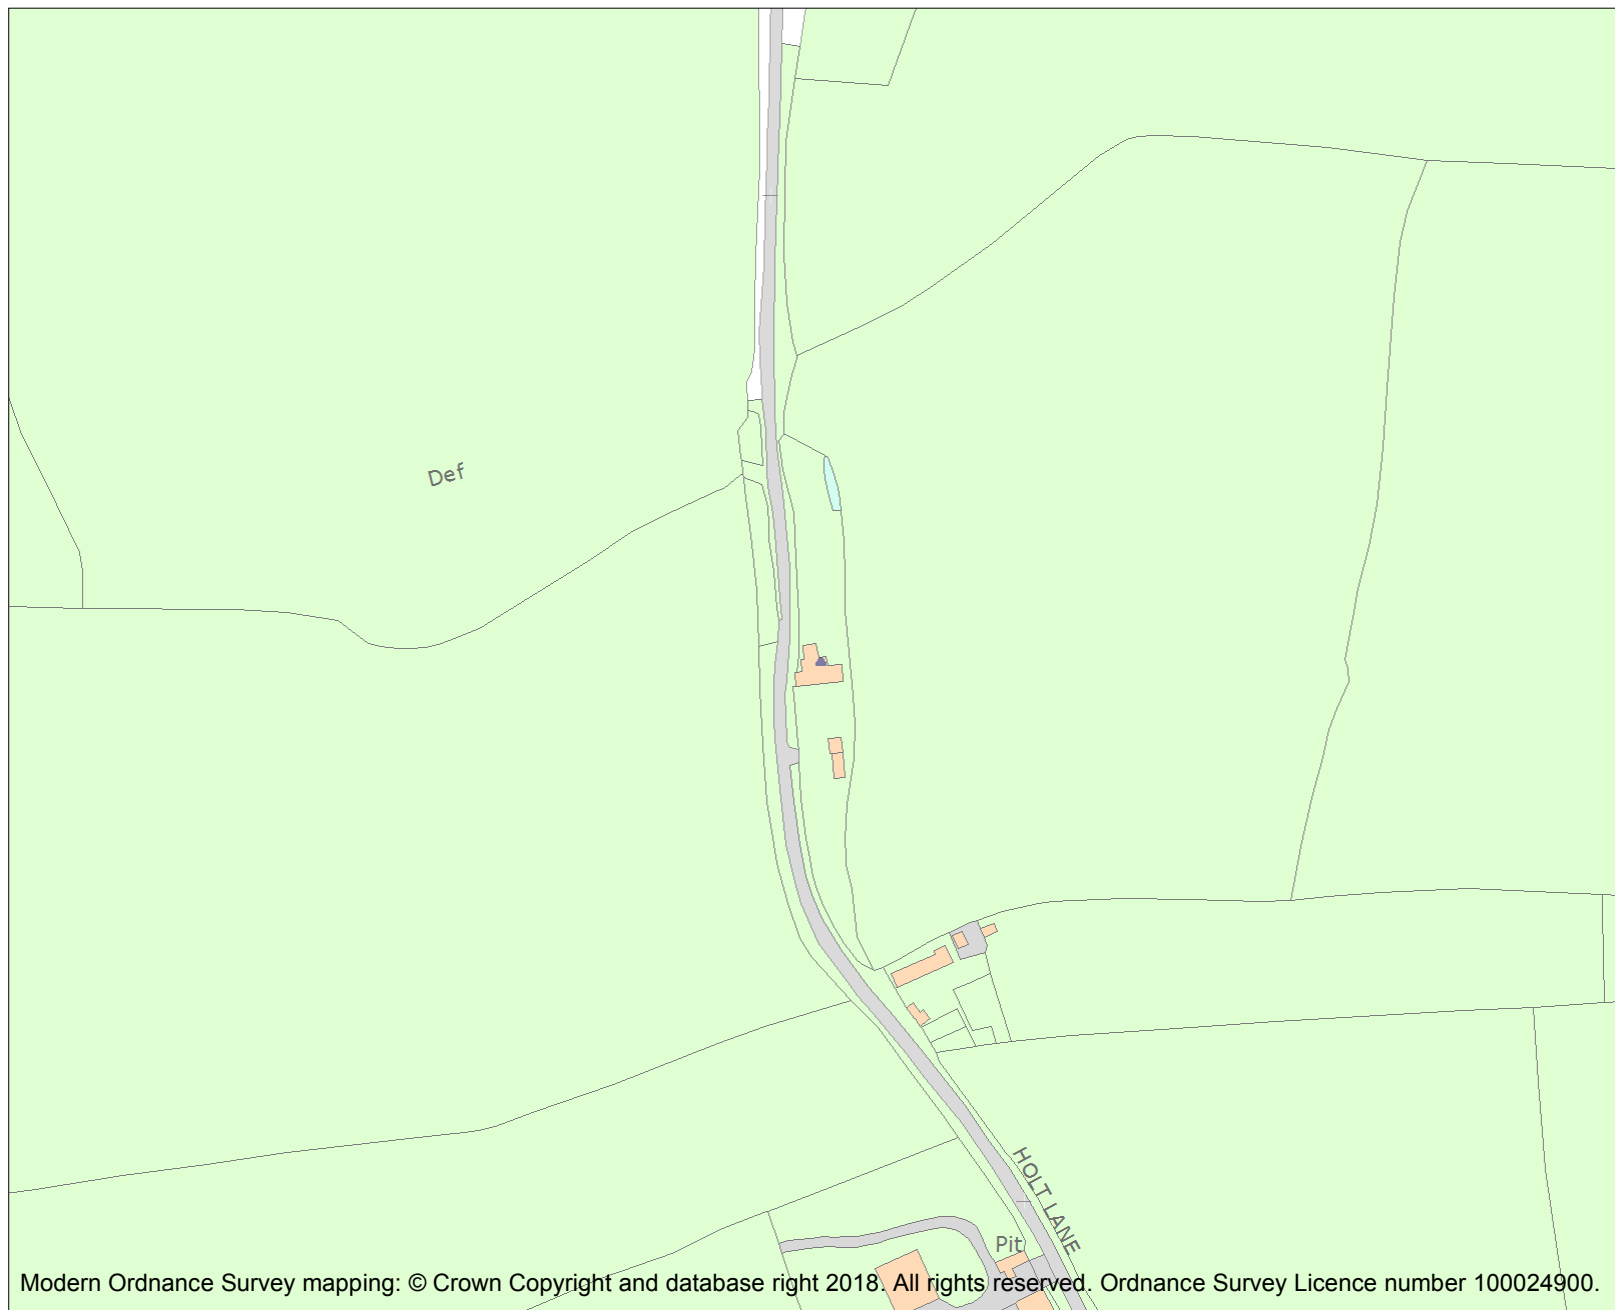 Def
HOLT LANE
Pit
Modern Ordnance Survey mapping: © Crown Copyright and database right 2018. All rights reserved. Ordnance Survey Licence number 100024900.